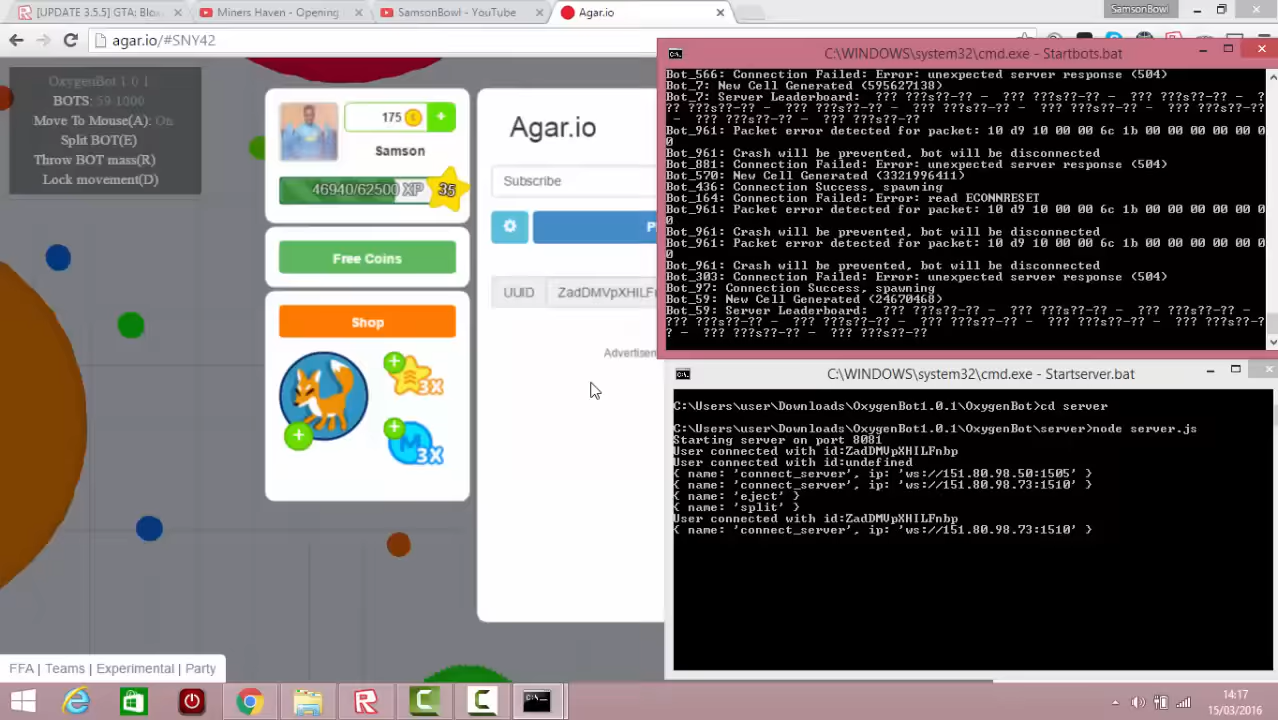 [UPDATE 3.5.5] GTA; Blox
Miners Haven - Opening
SamsonBowl - YouTube
Agar.io
SamsonBowl
agar.io/#SNY42
OxygenBot 1.0.1
BOTS: 59-1000
Move To Mouse(A): On
Split BOT(E)
Throw BOT mass(R)
Lock movement(D)
175
Samson
46940/62500 XP
35
Free Coins
Shop
3X
3X
Agar.io
Subscribe
UUID
ZadDMVpXHILFn
Advertisen
FFA | Teams | Experimental | Party
C:\WINDOWS\system32\cmd.exe - Startbots.bat
Bot_566: Connection Failed: Error: unexpected server response (504)
Bot_7: New Cell Generated (595627138)
Bot_7: Server Leaderboard:  ??? ???s??-?? -  ??? ???s??-?? -  ??? ???s??-?? -  ?
?? ???s??-?? -  ??? ???s??-?? -  ??? ???s??-?? -  ??? ???s??-?? -  ??? ???s??-??
 -  ??? ???s??-?? -  ??? ???s??-??
Bot_961: Packet error detected for packet: 10 d9 10 00 00 6c 1b 00 00 00 00 00 0
0
Bot_961: Crash will be prevented, bot will be disconnected
Bot_881: Connection Failed: Error: unexpected server response (504)
Bot_570: New Cell Generated (3321996411)
Bot_436: Connection Success, spawning
Bot_164: Connection Failed: Error: read ECONNRESET
Bot_961: Packet error detected for packet: 10 d9 10 00 00 6c 1b 00 00 00 00 00 0
0
Bot_961: Crash will be prevented, bot will be disconnected
Bot_961: Packet error detected for packet: 10 d9 10 00 00 6c 1b 00 00 00 00 00 0
0
Bot_961: Crash will be prevented, bot will be disconnected
Bot_303: Connection Failed: Error: unexpected server response (504)
Bot_97: Connection Success, spawning
Bot_59: New Cell Generated (24670468)
Bot_59: Server Leaderboard:  ??? ???s??-?? -  ??? ???s??-?? -  ??? ???s??-?? -
??? ???s??-?? -  ??? ???s??-?? -  ??? ???s??-?? -  ??? ???s??-?? -  ??? ???s??-?
? -  ??? ???s??-?? -  ??? ???s??-??
C:\WINDOWS\system32\cmd.exe - Startserver.bat
C:\Users\user\Downloads\OxygenBot1.0.1\OxygenBot>cd server
C:\Users\user\Downloads\OxygenBot1.0.1\OxygenBot\server>node server.js
Starting server on port 8081
User connected with id:ZadDMVpXHILFnbp
User connected with id:undefined
{ name: 'connect_server', ip: 'ws://151.80.98.50:1505' }
{ name: 'connect_server', ip: 'ws://151.80.98.73:1510' }
{ name: 'eject' }
{ name: 'split' }
User connected with id:ZadDMVpXHILFnbp
{ name: 'connect_server', ip: 'ws://151.80.98.73:1510' }
14:17
15/03/2016